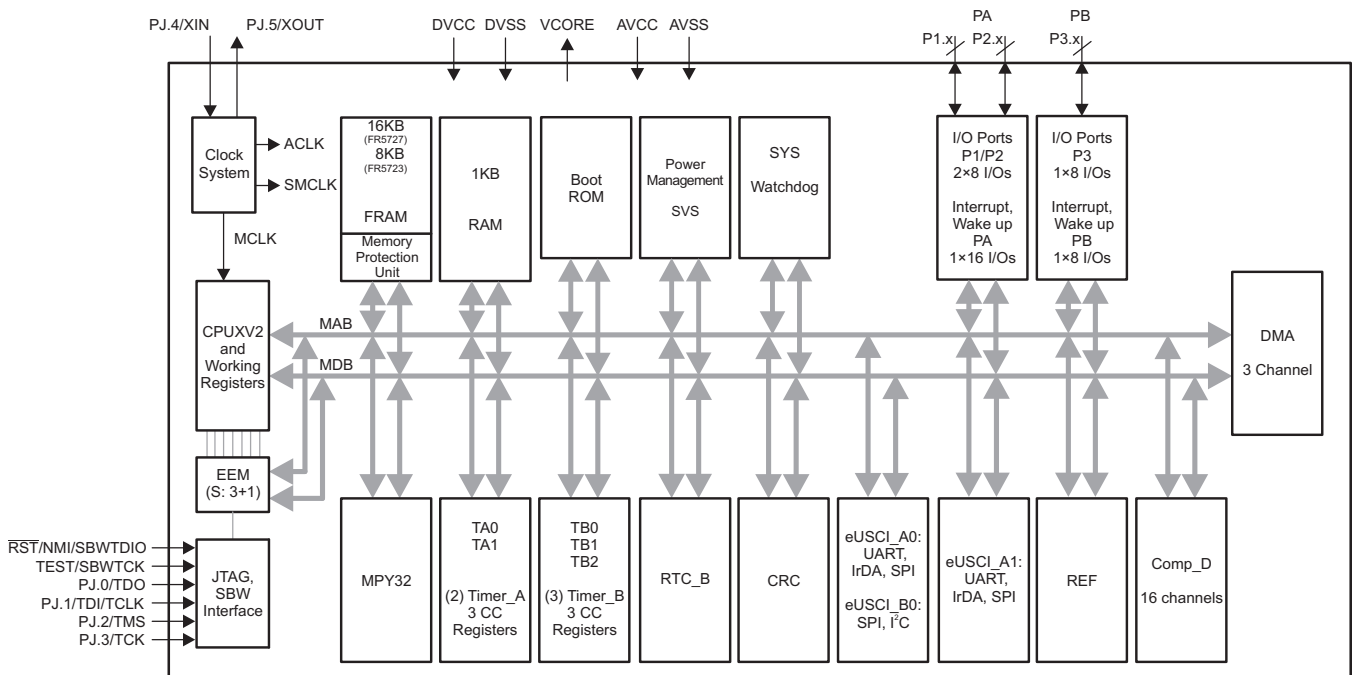 PJ.4/XIN
PJ.5/XOUT
DVCC
DVSS
VCORE
AVCC
AVSS
PA
P1.x
P2.x
PB
P3.x
Clock
System
ACLK
SMCLK
MCLK
16KB
(FR5727)
8KB
(FR5723)
FRAM
Memory
Protection
Unit
1KB
RAM
Boot
ROM
Power
Management
SVS
SYS
Watchdog
I/O Ports
P1/P2
2×8 I/Os
Interrupt,
Wake up
PA
1×16 I/Os
I/O Ports
P3
1×8 I/Os
Interrupt,
Wake up
PB
1×8 I/Os
CPUXV2
and
Working
Registers
MAB
MDB
DMA
3 Channel
EEM
(S: 3+1)
RST/NMI/SBWTDIO
TEST/SBWTCK
PJ.0/TDO
PJ.1/TDI/TCLK
PJ.2/TMS
PJ.3/TCK
JTAG,
SBW
Interface
MPY32
TA0
TA1
(2) Timer_A
3 CC
Registers
TB0
TB1
TB2
(3) Timer_B
3 CC
Registers
RTC_B
CRC
eUSCI_A0:
UART,
IrDA, SPI
eUSCI_B0:
SPI, I²C
eUSCI_A1:
UART,
IrDA, SPI
REF
Comp_D
16 channels